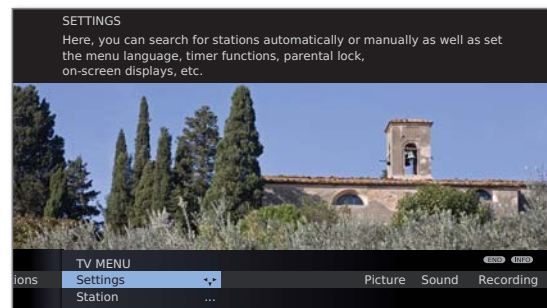 SETTINGS
Here, you can search for stations automatically or manually as well as set
the menu language, timer functions, parental lock,
on-screen displays, etc.
TV MENU
END INFO
ions Settings Picture Sound Recording
Station ...